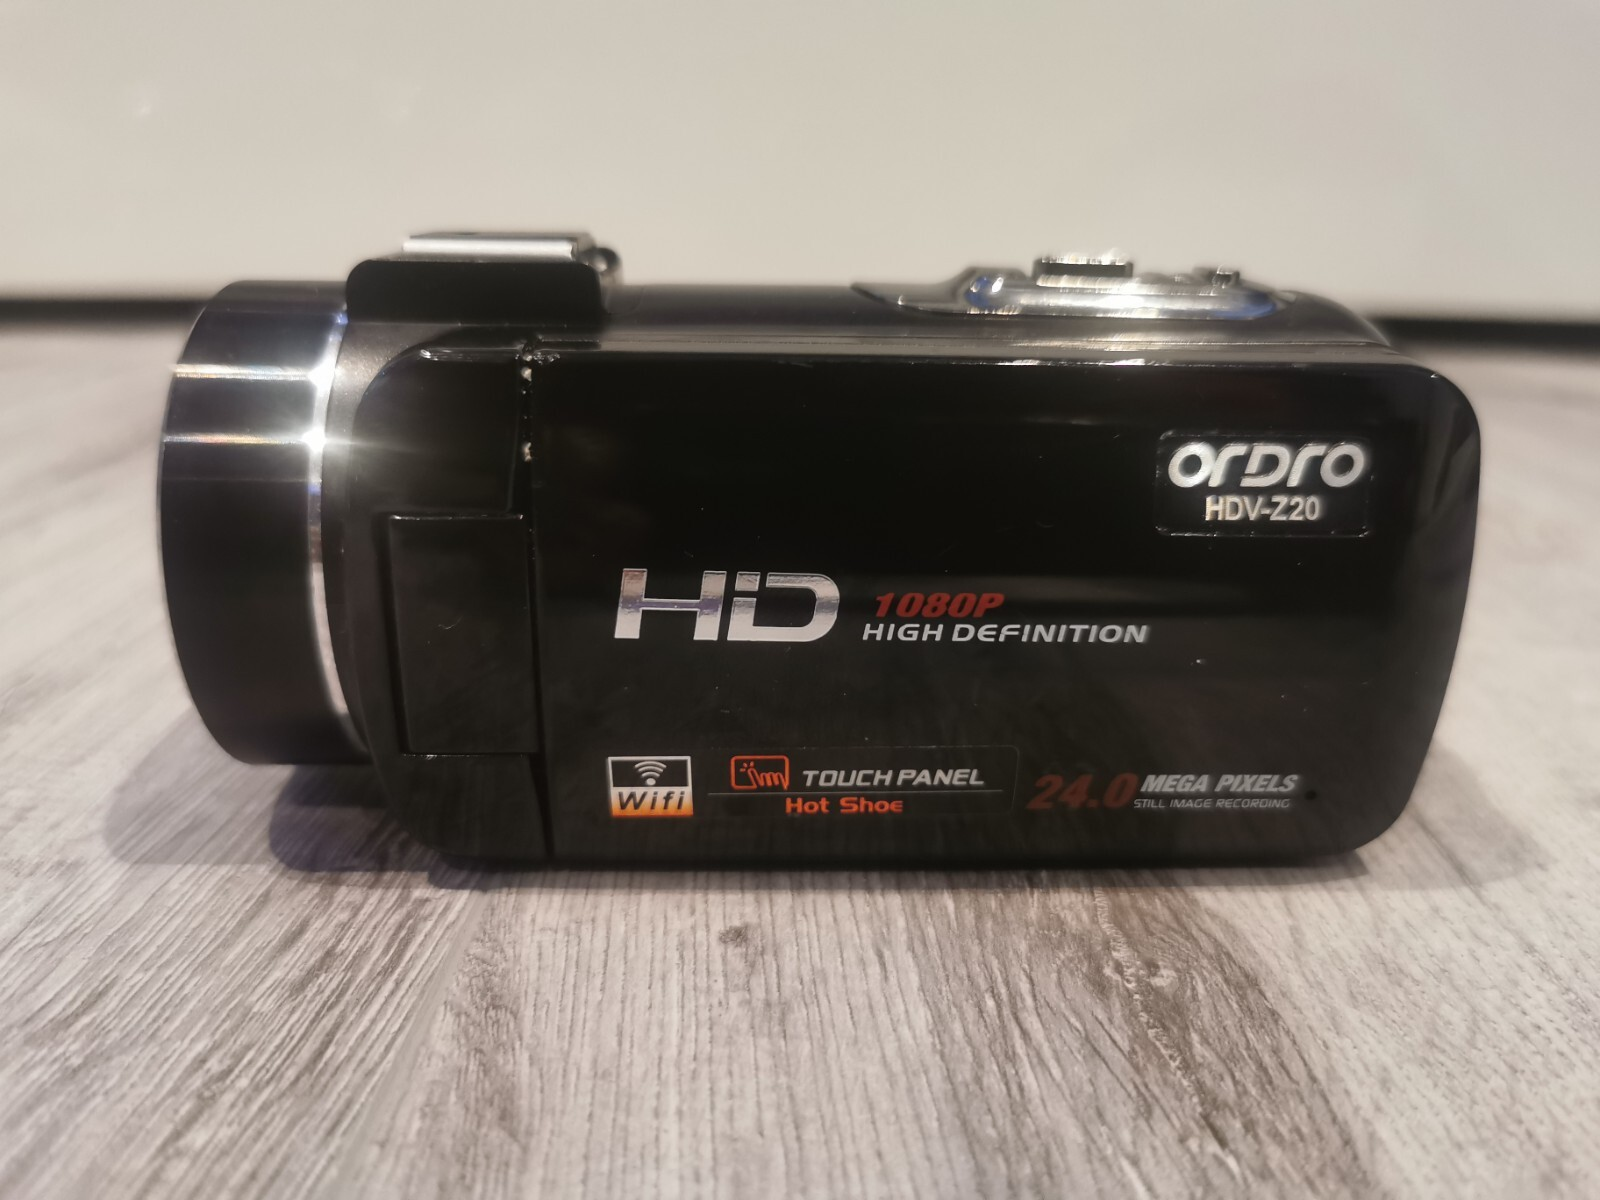 ordro
HDV-Z20
HD 1080P
HIGH DEFINITION
Wifi
TOUCH PANEL
Hot Shoe
24.0 MEGA PIXELS
STILL IMAGE RECORDING